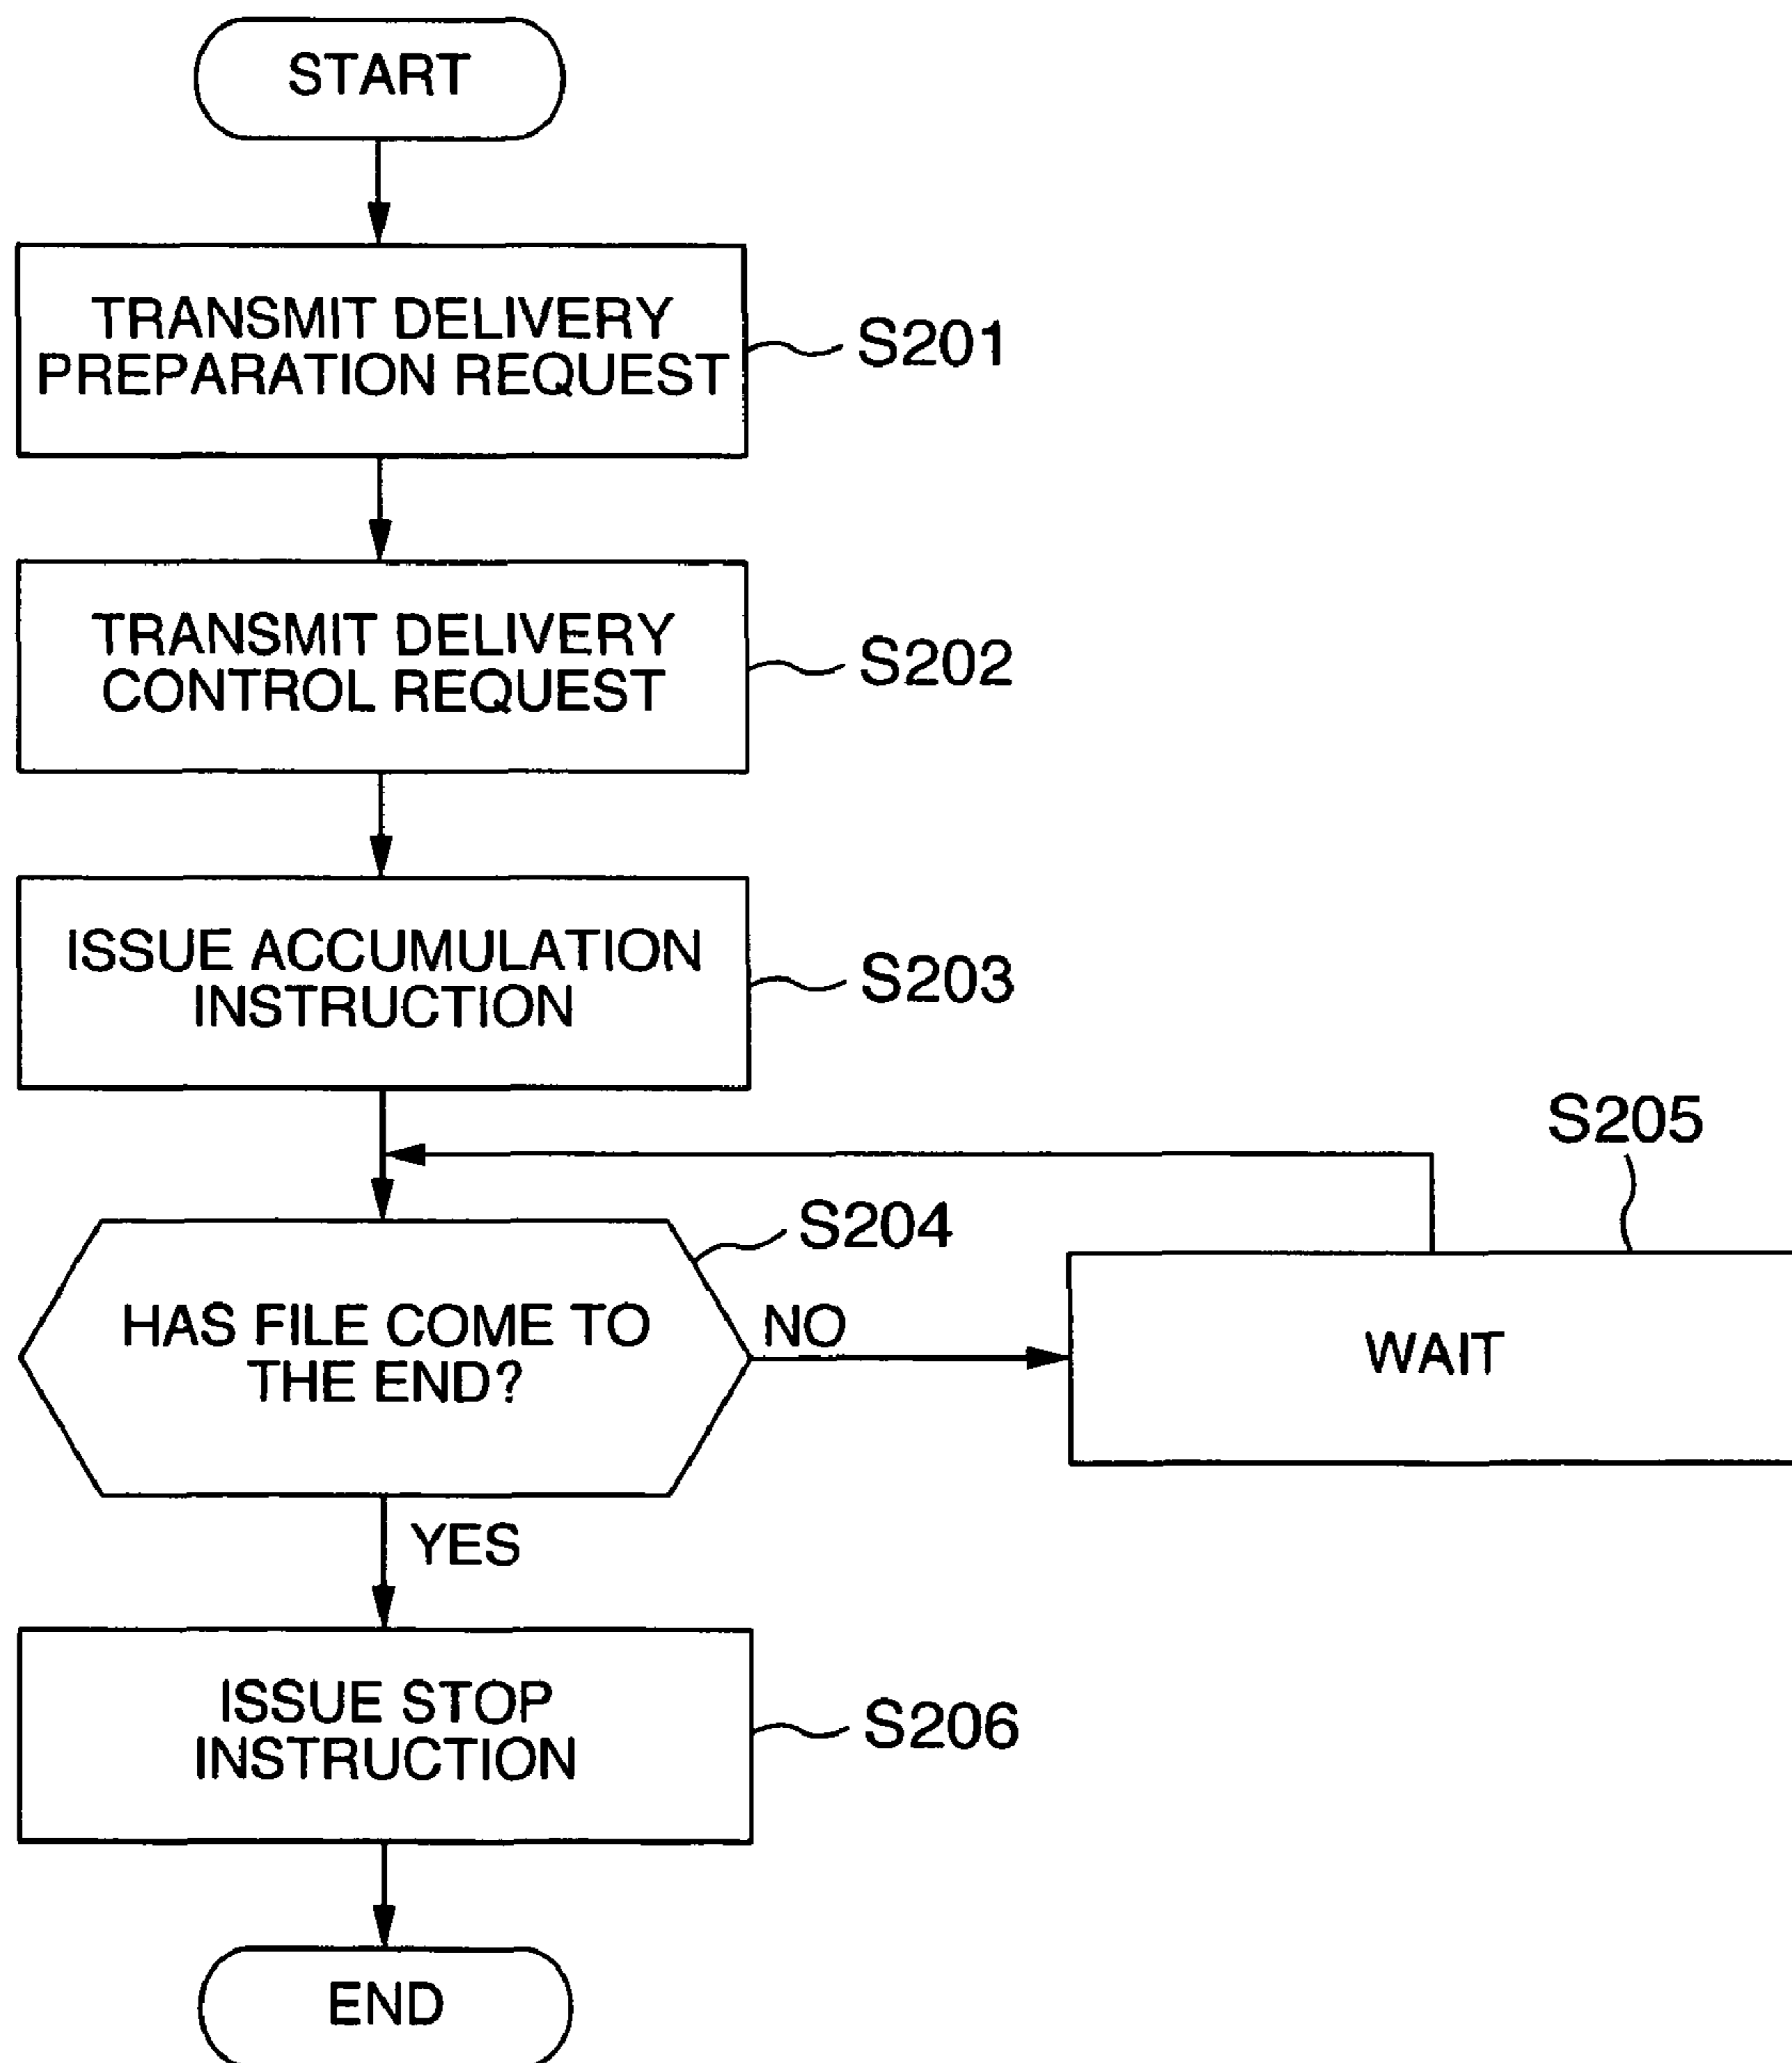 START
TRANSMIT DELIVERY
PREPARATION REQUEST
S201
TRANSMIT DELIVERY
CONTROL REQUEST
S202
ISSUE ACCUMULATION
INSTRUCTION
S203
S205
S204
HAS FILE COME TO
THE END?
NO
WAIT
YES
ISSUE STOP
INSTRUCTION
S206
END